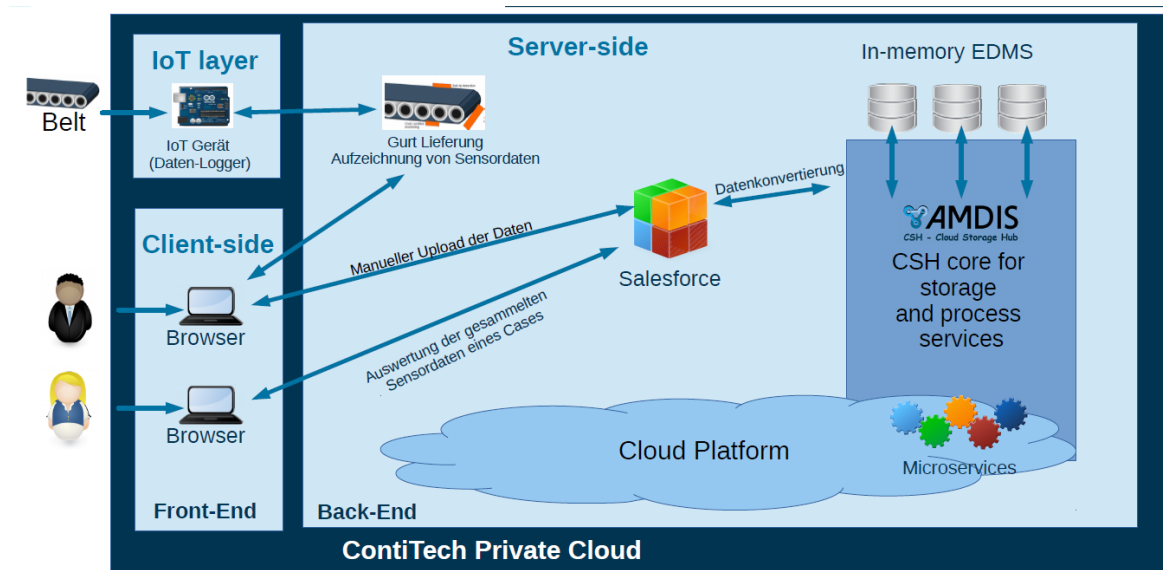 IoT layer
Server-side
In-memory EDMS
Belt
IoT Gerät
(Daten-Logger)
Gurt Lieferung
Aufzeichnung von Sensordaten
Datenkonvertierung
AMDIS
CSH - Cloud Storage Hub
Client-side
Manueller Upload der Daten
Salesforce
CSH core for
storage
and process
services
Browser
Auswertung der gesammelten
Sensordaten eines Cases
Browser
Cloud Platform
Microservices
Front-End
Back-End
ContiTech Private Cloud